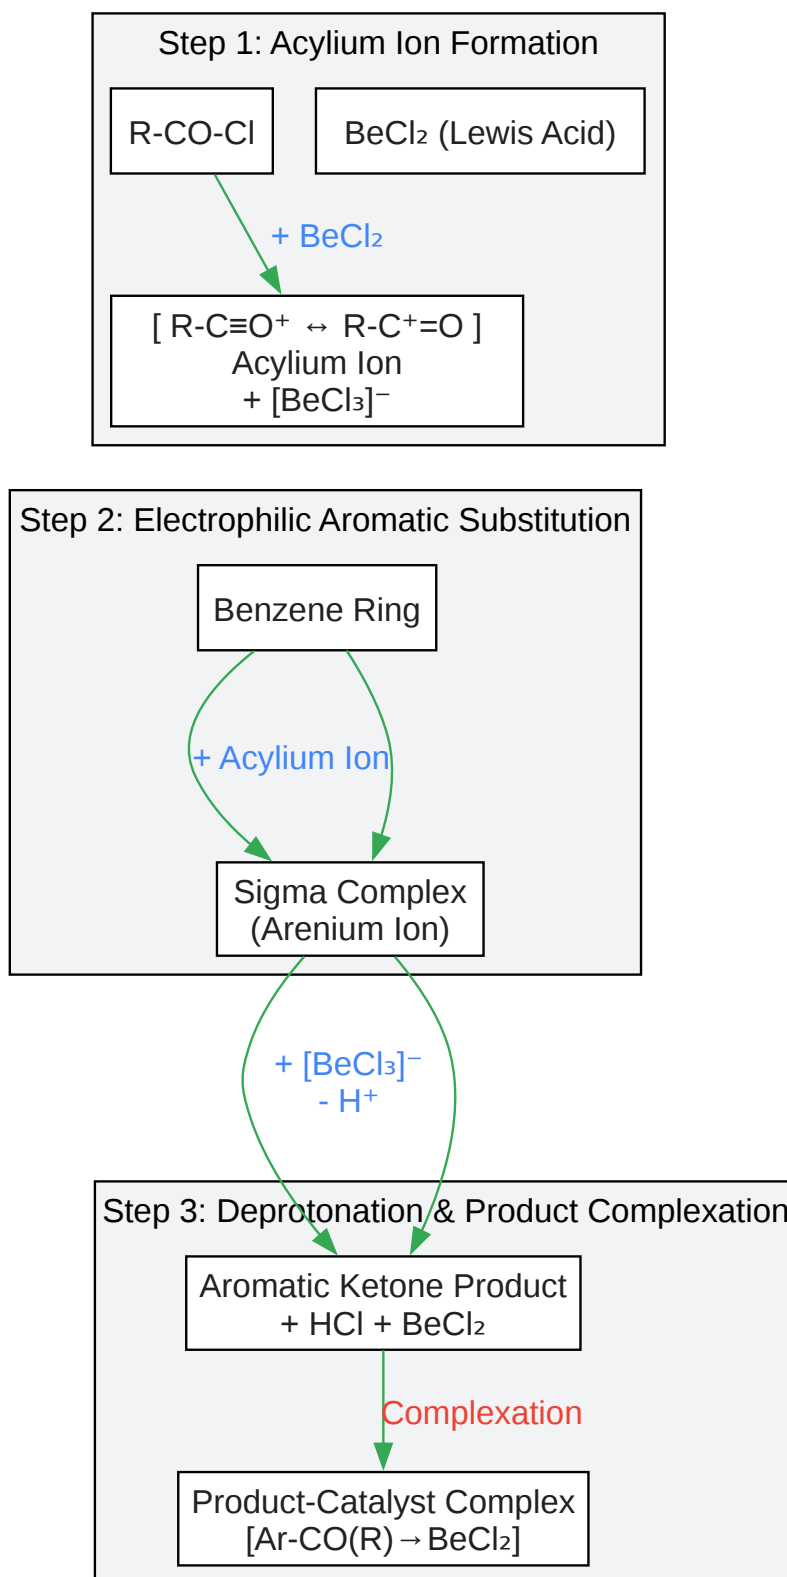 Step 1: Acylium Ion Formation
R-CO-Cl
BeCl₂ (Lewis Acid)
+ BeCl₂
[ R-C≡O⁺ ↔ R-C⁺=O ]
Acylium Ion
+ [BeCl₃]⁻
Step 2: Electrophilic Aromatic Substitution
Benzene Ring
+ Acylium Ion
Sigma Complex
(Arenium Ion)
+ [BeCl₃]⁻
- H⁺
Step 3: Deprotonation & Product Complexation
Aromatic Ketone Product
+ HCl + BeCl₂
Complexation
Product-Catalyst Complex
[Ar-CO(R)→BeCl₂]